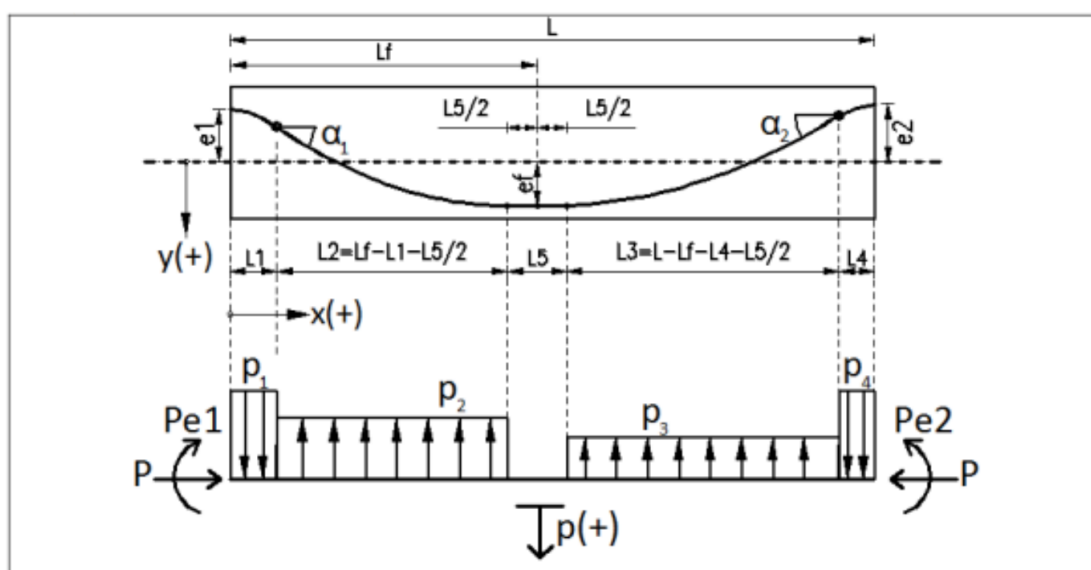 L
Lf
L5/2 L5/2
e1 α₁ ef α₂ e2
y(+)
L1 L2=Lf-L1-L5/2 L5 L3=L-Lf-L4-L5/2 L4
x(+)
p₁ p₂ p₃ p₄
Pe1 Pe2
P P
p(+)